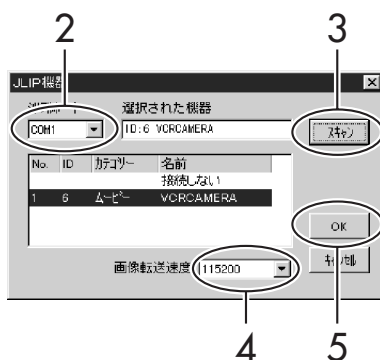 2
3
JLIP機器
選択された機器
COM1
ID:6 VCRCAMERA
スキャン
No. ID カテゴリー 名前
接続しない
1 6 ムービー VCRCAMERA
OK
画像転送速度 115200
キャンセル
4
5